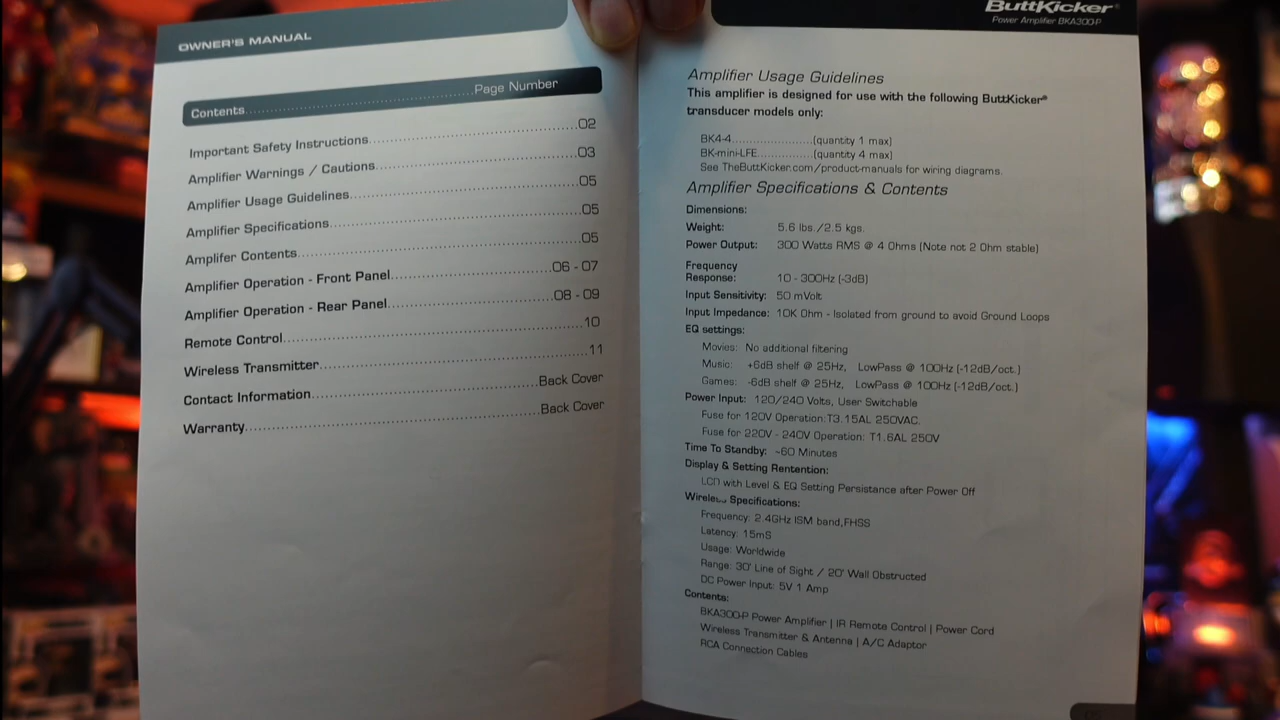 OWNER'S MANUAL
Contents..........Page Number
Important Safety Instructions..........02
Amplifier Warnings / Cautions..........03
Amplifier Usage Guidelines..........05
Amplifier Specifications..........05
Amplifer Contents..........05
Amplifier Operation - Front Panel..........06 - 07
Amplifier Operation - Rear Panel..........08 - 09
Remote Control..........10
Wireless Transmitter..........11
Contact Information..........Back Cover
Warranty..........Back Cover
ButtKicker®
Power Amplifier BKA300-P
Amplifier Usage Guidelines
This amplifier is designed for use with the following ButtKicker®
transducer models only:
BK4-4..........(quantity 1 max)
BK-mini-LFE..........(quantity 4 max)
See TheButtKicker.com/product-manuals for wiring diagrams.
Amplifier Specifications & Contents
Dimensions:
Weight: 5.6 lbs./2.5 kgs.
Power Output: 300 Watts RMS @ 4 Ohms (Note not 2 Ohm stable)
Frequency
Response: 10 - 300Hz (-3dB)
Input Sensitivity: 50 mVolt
Input Impedance: 10K Ohm - Isolated from ground to avoid Ground Loops
EQ settings:
Movies: No additional filtering
Music: +6dB shelf @ 25Hz, LowPass @ 100Hz (-12dB/oct.)
Games: -6dB shelf @ 25Hz, LowPass @ 100Hz (-12dB/oct.)
Power Input: 120/240 Volts, User Switchable
Fuse for 120V Operation:T3.15AL 250VAC.
Fuse for 220V - 240V Operation: T1.6AL 250V
Time To Standby: ~60 Minutes
Display & Setting Rentention:
LCD with Level & EQ Setting Persistance after Power Off
Wireless Specifications:
Frequency: 2.4GHz ISM band,FHSS
Latency: 15mS
Usage: Worldwide
Range: 30' Line of Sight / 20' Wall Obstructed
DC Power Input: 5V 1 Amp
Contents:
BKA300-P Power Amplifier | IR Remote Control | Power Cord
Wireless Transmitter & Antenna | A/C Adaptor
RCA Connection Cables